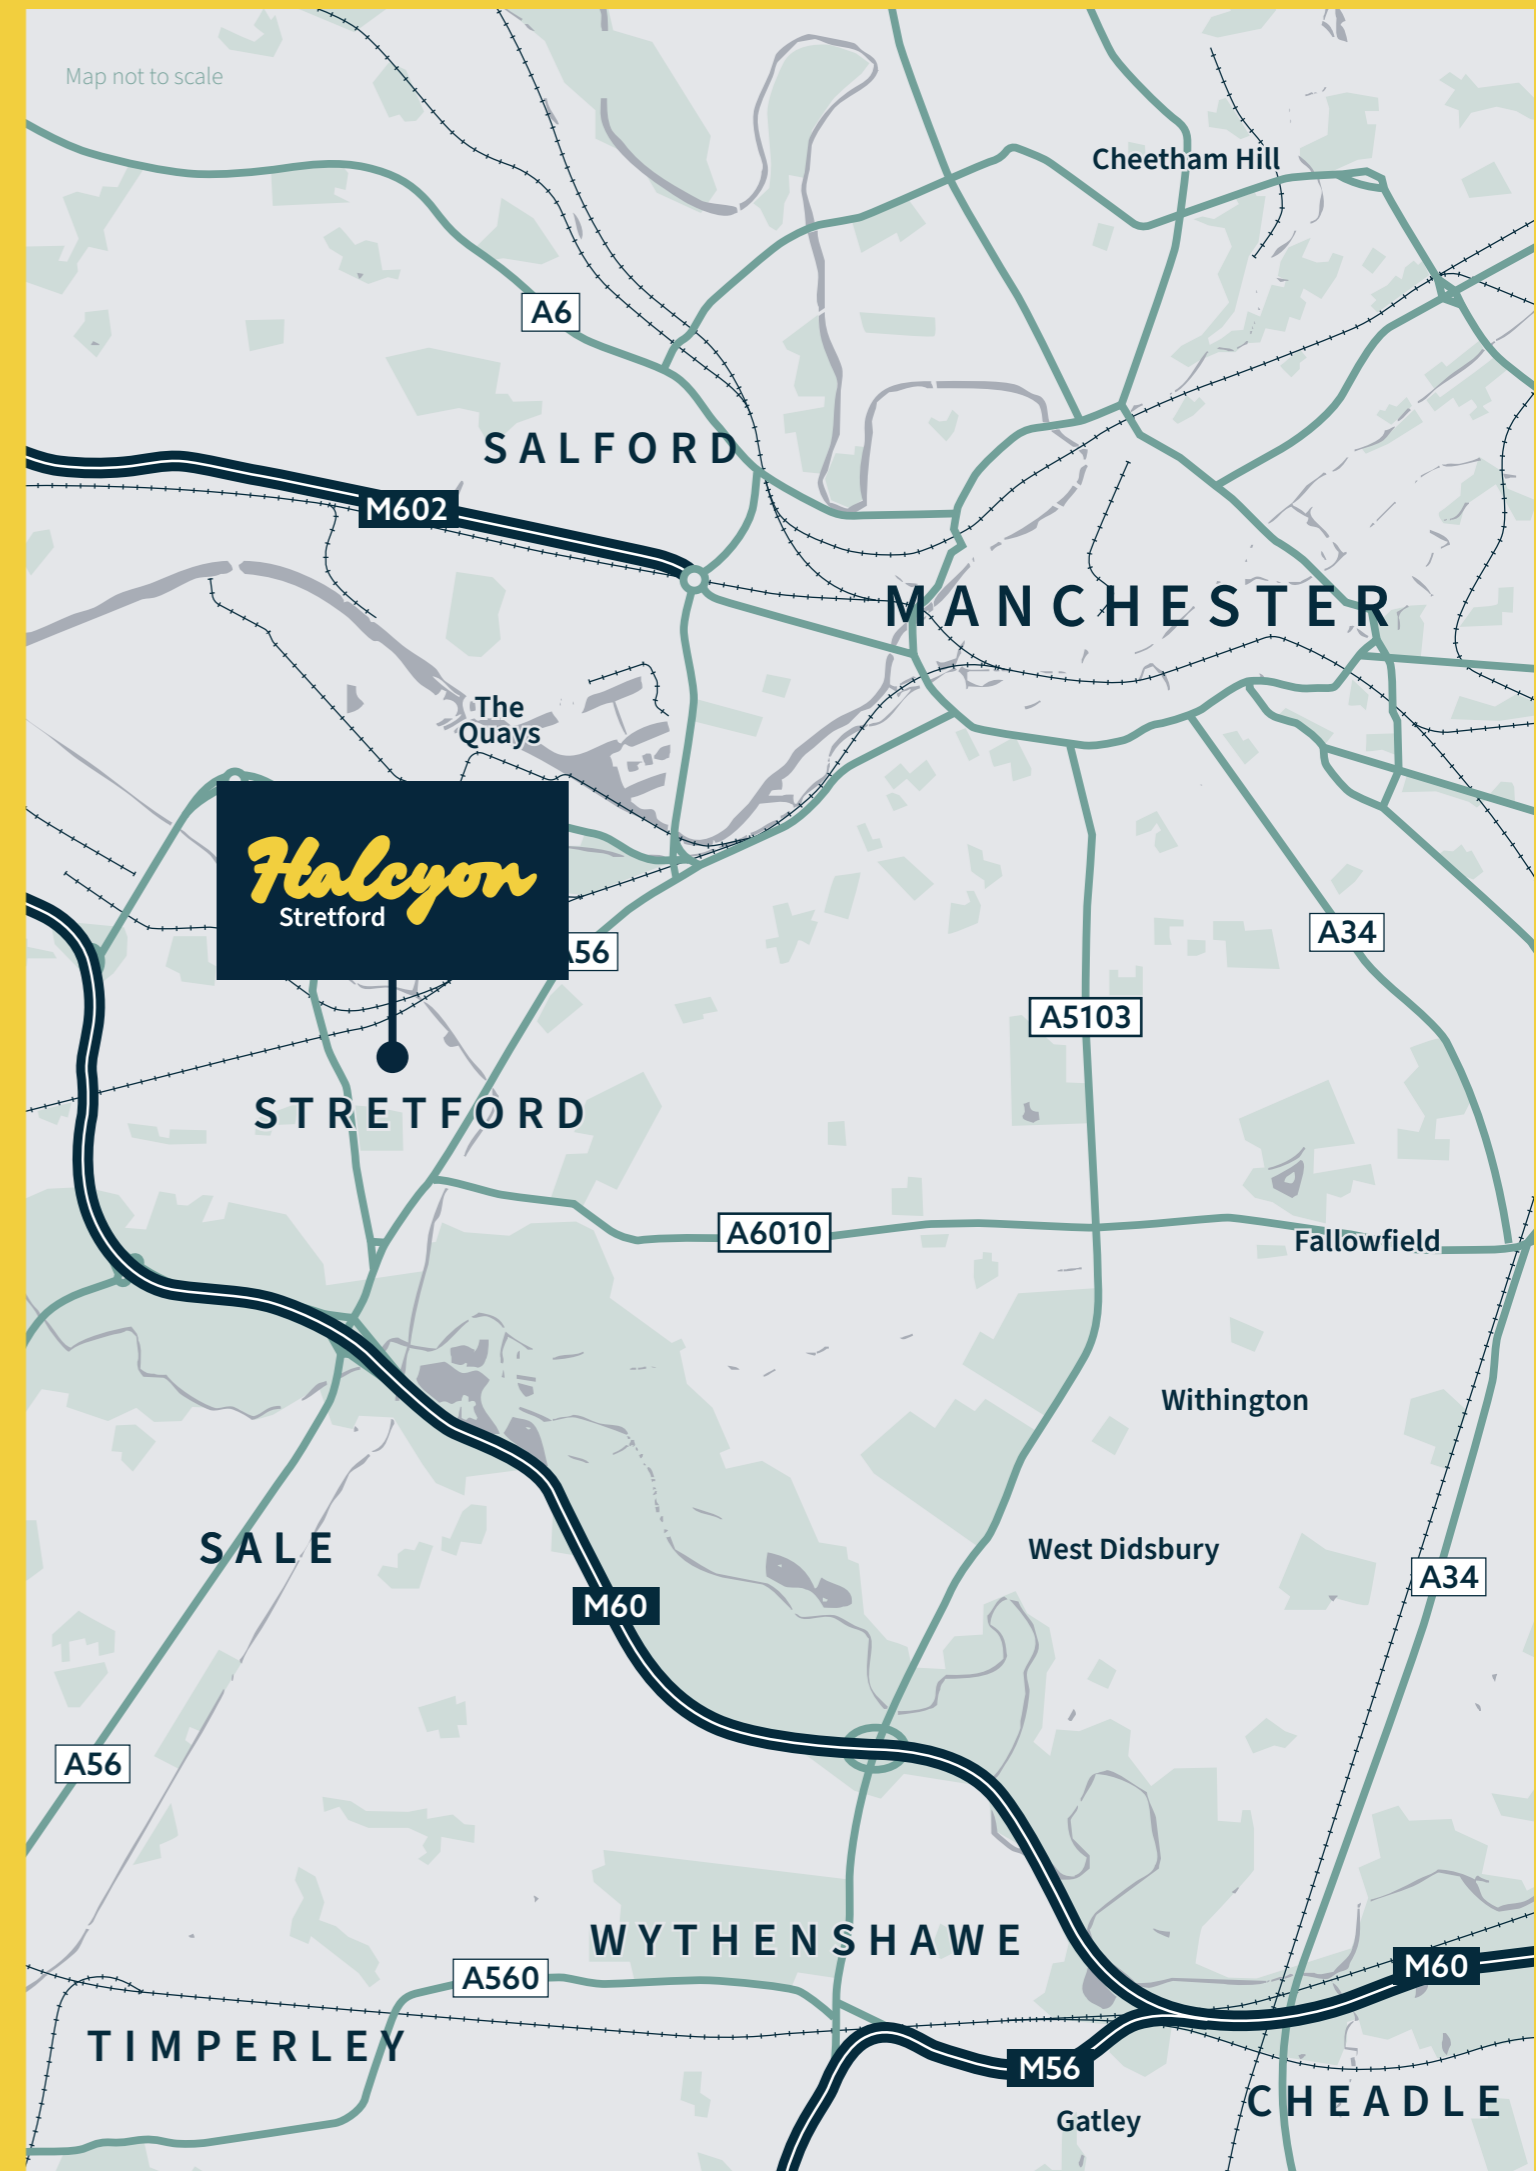 Map not to scale
Cheetham Hill
A6
SALFORD
M602
MANCHESTER
The
Quays
Halcyon
Stretford
A56
A34
A5103
STRETFORD
A6010
Fallowfield
Withington
SALE
West Didsbury
A34
M60
A56
WYTHENSHAWE
M60
A560
TIMPERLEY
M56
CHEADLE
Gatley